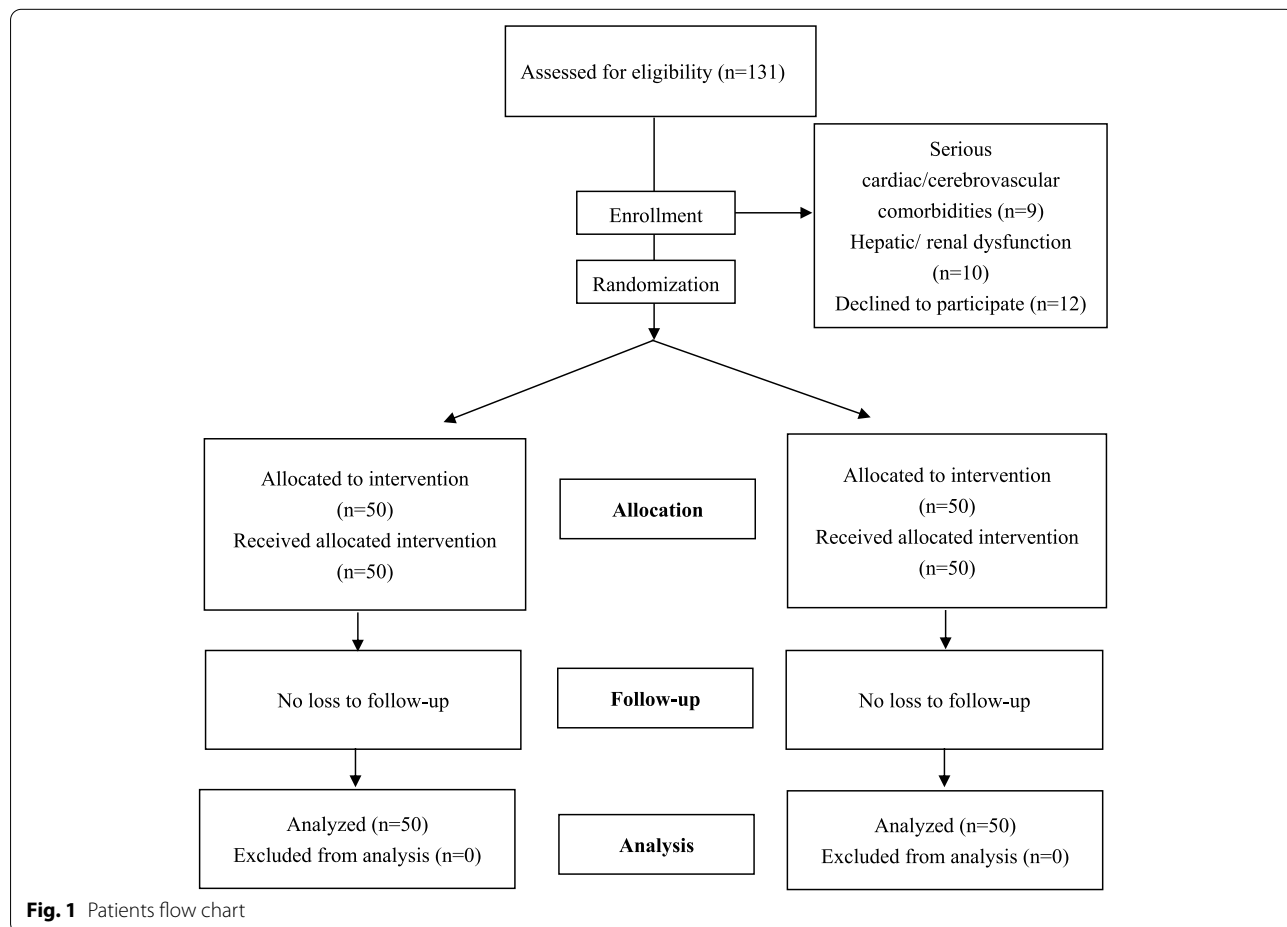 Assessed for eligibility (n=131)
Serious
cardiac/cerebrovascular
comorbidities (n=9)
Hepatic/ renal dysfunction
(n=10)
Declined to participate (n=12)
Enrollment
Randomization
Allocated to intervention
(n=50)
Received allocated intervention
(n=50)
Allocation
Allocated to intervention
(n=50)
Received allocated intervention
(n=50)
No loss to follow-up
Follow-up
No loss to follow-up
Analyzed (n=50)
Excluded from analysis (n=0)
Analysis
Analyzed (n=50)
Excluded from analysis (n=0)
Fig. 1 Patients flow chart